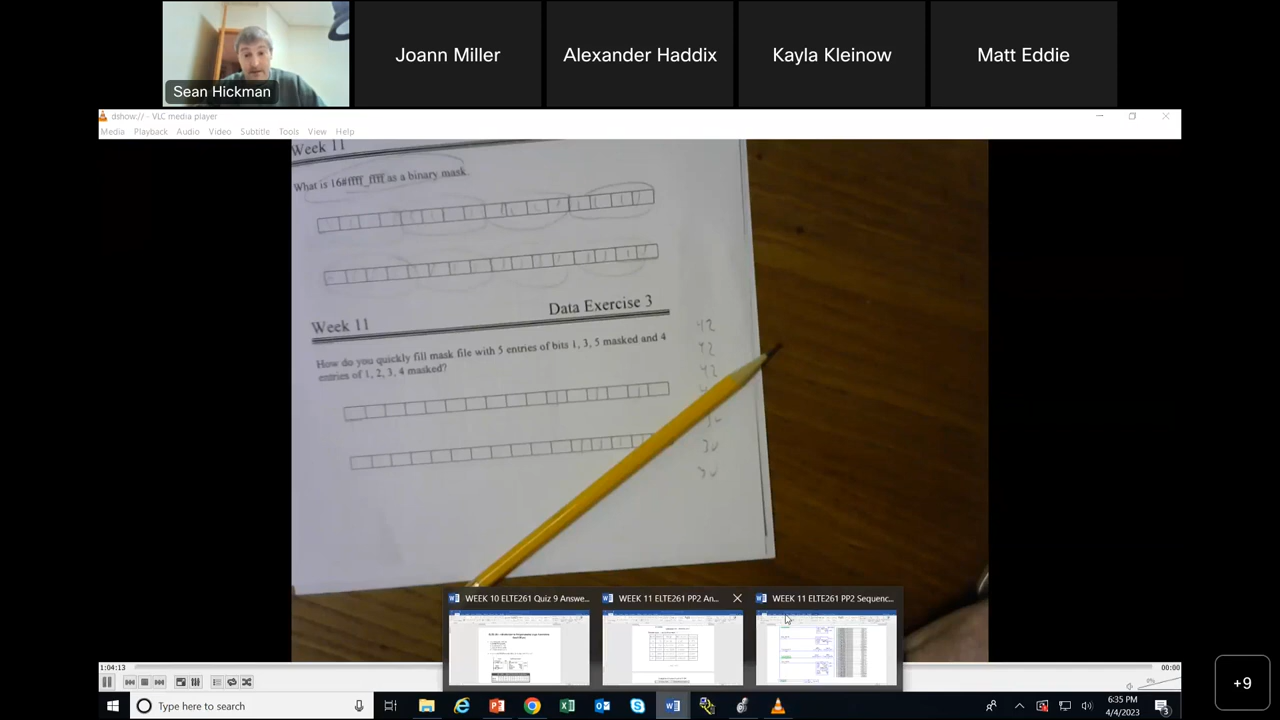 Joann Miller
Alexander Haddix
Kayla Kleinow
Matt Eddie
Sean Hickman
dshow:// - VLC media player
Media Playback Audio Video Subtitle Tools View Help
Week 11
What is 16#ffff_ffff as a binary mask
Data Exercise 3
Week 11
How do you quickly fill mask file with 5 entries of bits 1, 3, 5 masked and 4
entries of 1, 2, 3, 4 masked?
42
42
42
WEEK 10 ELTE261 Quiz 9 Answe...
WEEK 11 ELTE261 PP2 An...
WEEK 11 ELTE261 PP2 Sequenc...
1:04:13
00:00
Type here to search
6:35 PM
4/4/2023
3
+9